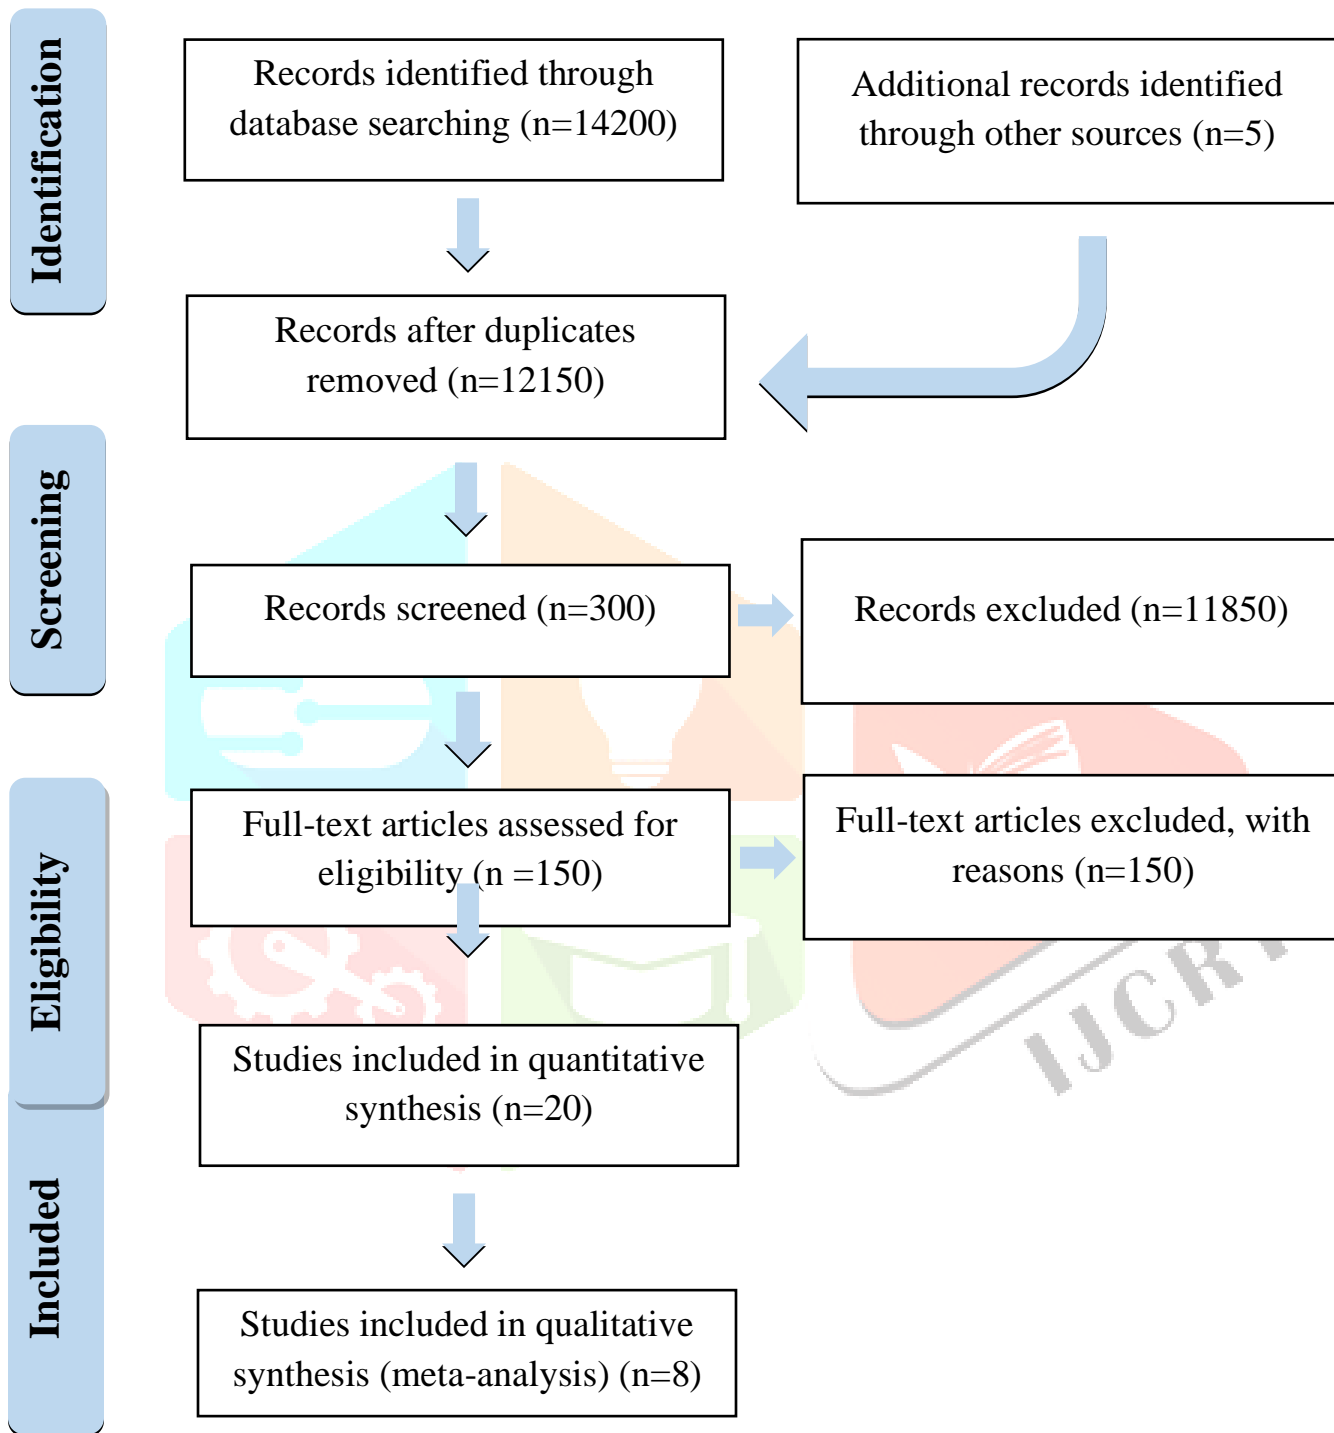 Identification
Records identified through
database searching (n=14200)
Additional records identified
through other sources (n=5)
Records after duplicates
removed (n=12150)
Screening
Records screened (n=300)
Records excluded (n=11850)
Eligibility
Full-text articles assessed for
eligibility (n =150)
Full-text articles excluded, with
reasons (n=150)
IJCRT
Studies included in quantitative
synthesis (n=20)
Included
Studies included in qualitative
synthesis (meta-analysis) (n=8)